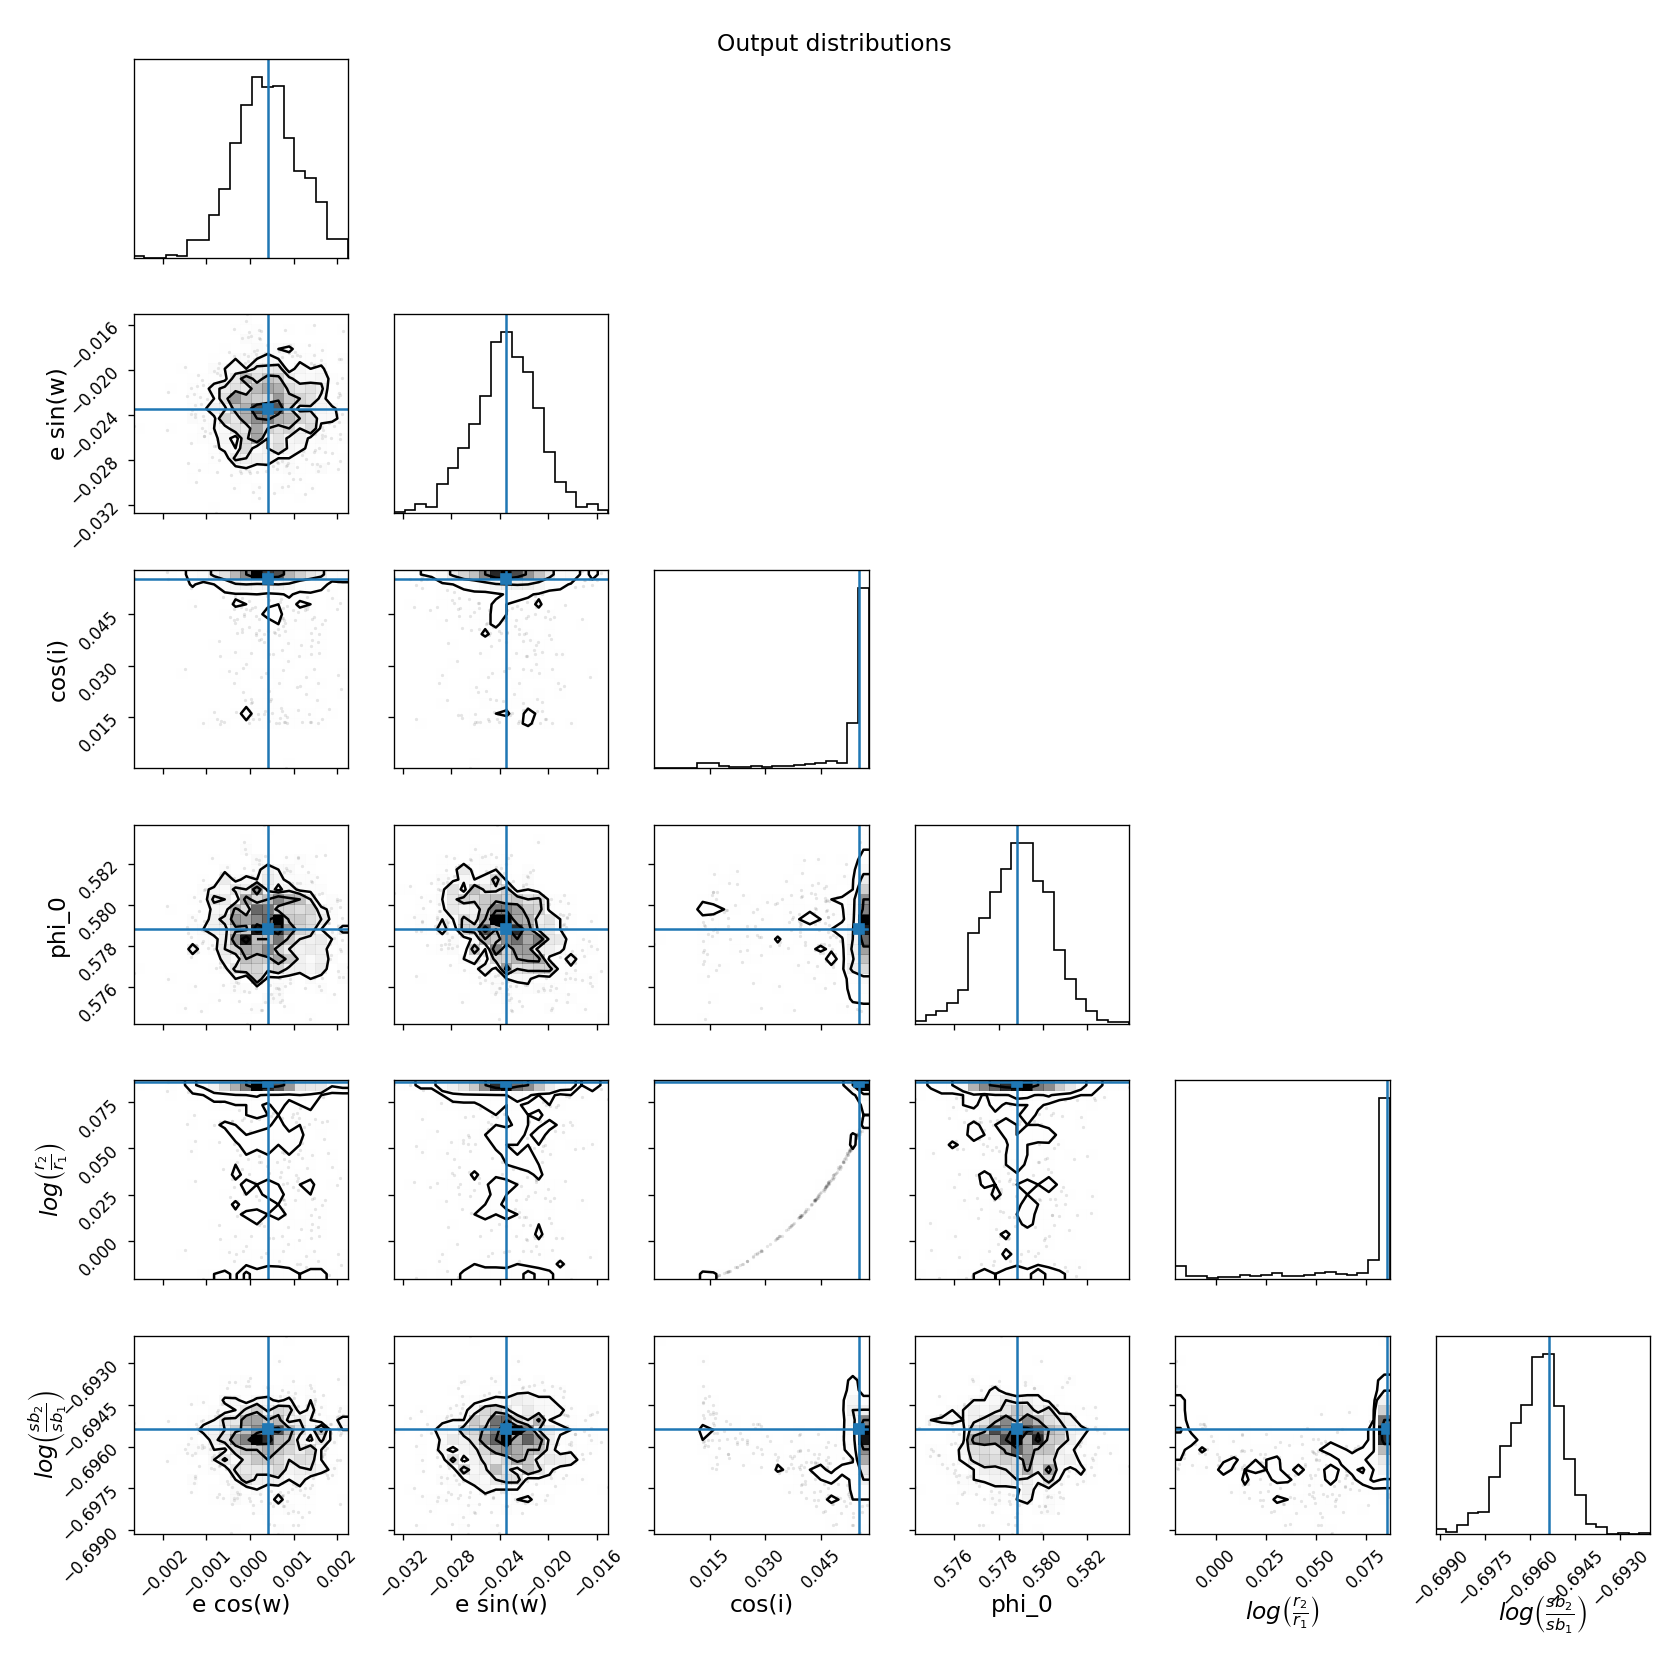 Output distributions
e sin(w)
−0.016
−0.020
−0.024
−0.028
−0.032
cos(i)
0.045
0.030
0.015
phi_0
0.582
0.580
0.578
0.576
log(r2/r1)
0.075
0.050
0.025
0.000
log(sb2/sb1)
−0.6930
−0.6945
−0.6960
−0.6975
−0.6990
−0.002 −0.001 0.000 0.001 0.002
−0.032 −0.028 −0.024 −0.020 −0.016
0.015 0.030 0.045
0.576 0.578 0.580 0.582
0.000 0.025 0.050 0.075
−0.6990 −0.6975 −0.6960 −0.6945 −0.6930
e cos(w)
e sin(w)
cos(i)
phi_0
log(r2/r1)
log(sb2/sb1)